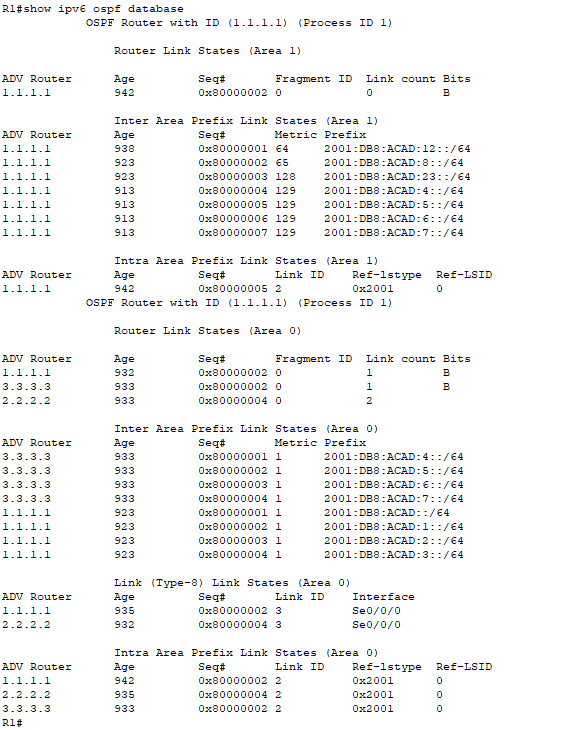 R1#show ipv6 ospf database
OSPF Router with ID (1.1.1.1) (Process ID 1)
Router Link States (Area 1)
ADV Router Age Seq# Fragment ID Link count Bits
1.1.1.1 942 0x80000002 0 0 B
Inter Area Prefix Link States (Area 1)
ADV Router Age Seq# Metric Prefix
1.1.1.1 938 0x80000001 64 2001:DB8:ACAD:12::/64
1.1.1.1 923 0x80000002 65 2001:DB8:ACAD:8::/64
1.1.1.1 923 0x80000003 128 2001:DB8:ACAD:23::/64
1.1.1.1 913 0x80000004 129 2001:DB8:ACAD:4::/64
1.1.1.1 913 0x80000005 129 2001:DB8:ACAD:5::/64
1.1.1.1 913 0x80000006 129 2001:DB8:ACAD:6::/64
1.1.1.1 913 0x80000007 129 2001:DB8:ACAD:7::/64
Intra Area Prefix Link States (Area 1)
ADV Router Age Seq# Link ID Ref-lstype Ref-LSID
1.1.1.1 942 0x80000005 2 0x2001 0
OSPF Router with ID (1.1.1.1) (Process ID 1)
Router Link States (Area 0)
ADV Router Age Seq# Fragment ID Link count Bits
1.1.1.1 932 0x80000002 0 1 B
3.3.3.3 933 0x80000002 0 1 B
2.2.2.2 933 0x80000004 0 2
Inter Area Prefix Link States (Area 0)
ADV Router Age Seq# Metric Prefix
3.3.3.3 933 0x80000001 1 2001:DB8:ACAD:4::/64
3.3.3.3 933 0x80000002 1 2001:DB8:ACAD:5::/64
3.3.3.3 933 0x80000003 1 2001:DB8:ACAD:6::/64
3.3.3.3 933 0x80000004 1 2001:DB8:ACAD:7::/64
1.1.1.1 923 0x80000001 1 2001:DB8:ACAD::/64
1.1.1.1 923 0x80000002 1 2001:DB8:ACAD:1::/64
1.1.1.1 923 0x80000003 1 2001:DB8:ACAD:2::/64
1.1.1.1 923 0x80000004 1 2001:DB8:ACAD:3::/64
Link (Type-8) Link States (Area 0)
ADV Router Age Seq# Link ID Interface
1.1.1.1 935 0x80000002 3 Se0/0/0
2.2.2.2 932 0x80000004 3 Se0/0/0
Intra Area Prefix Link States (Area 0)
ADV Router Age Seq# Link ID Ref-lstype Ref-LSID
1.1.1.1 942 0x80000002 2 0x2001 0
2.2.2.2 935 0x80000004 2 0x2001 0
3.3.3.3 933 0x80000002 2 0x2001 0
R1#